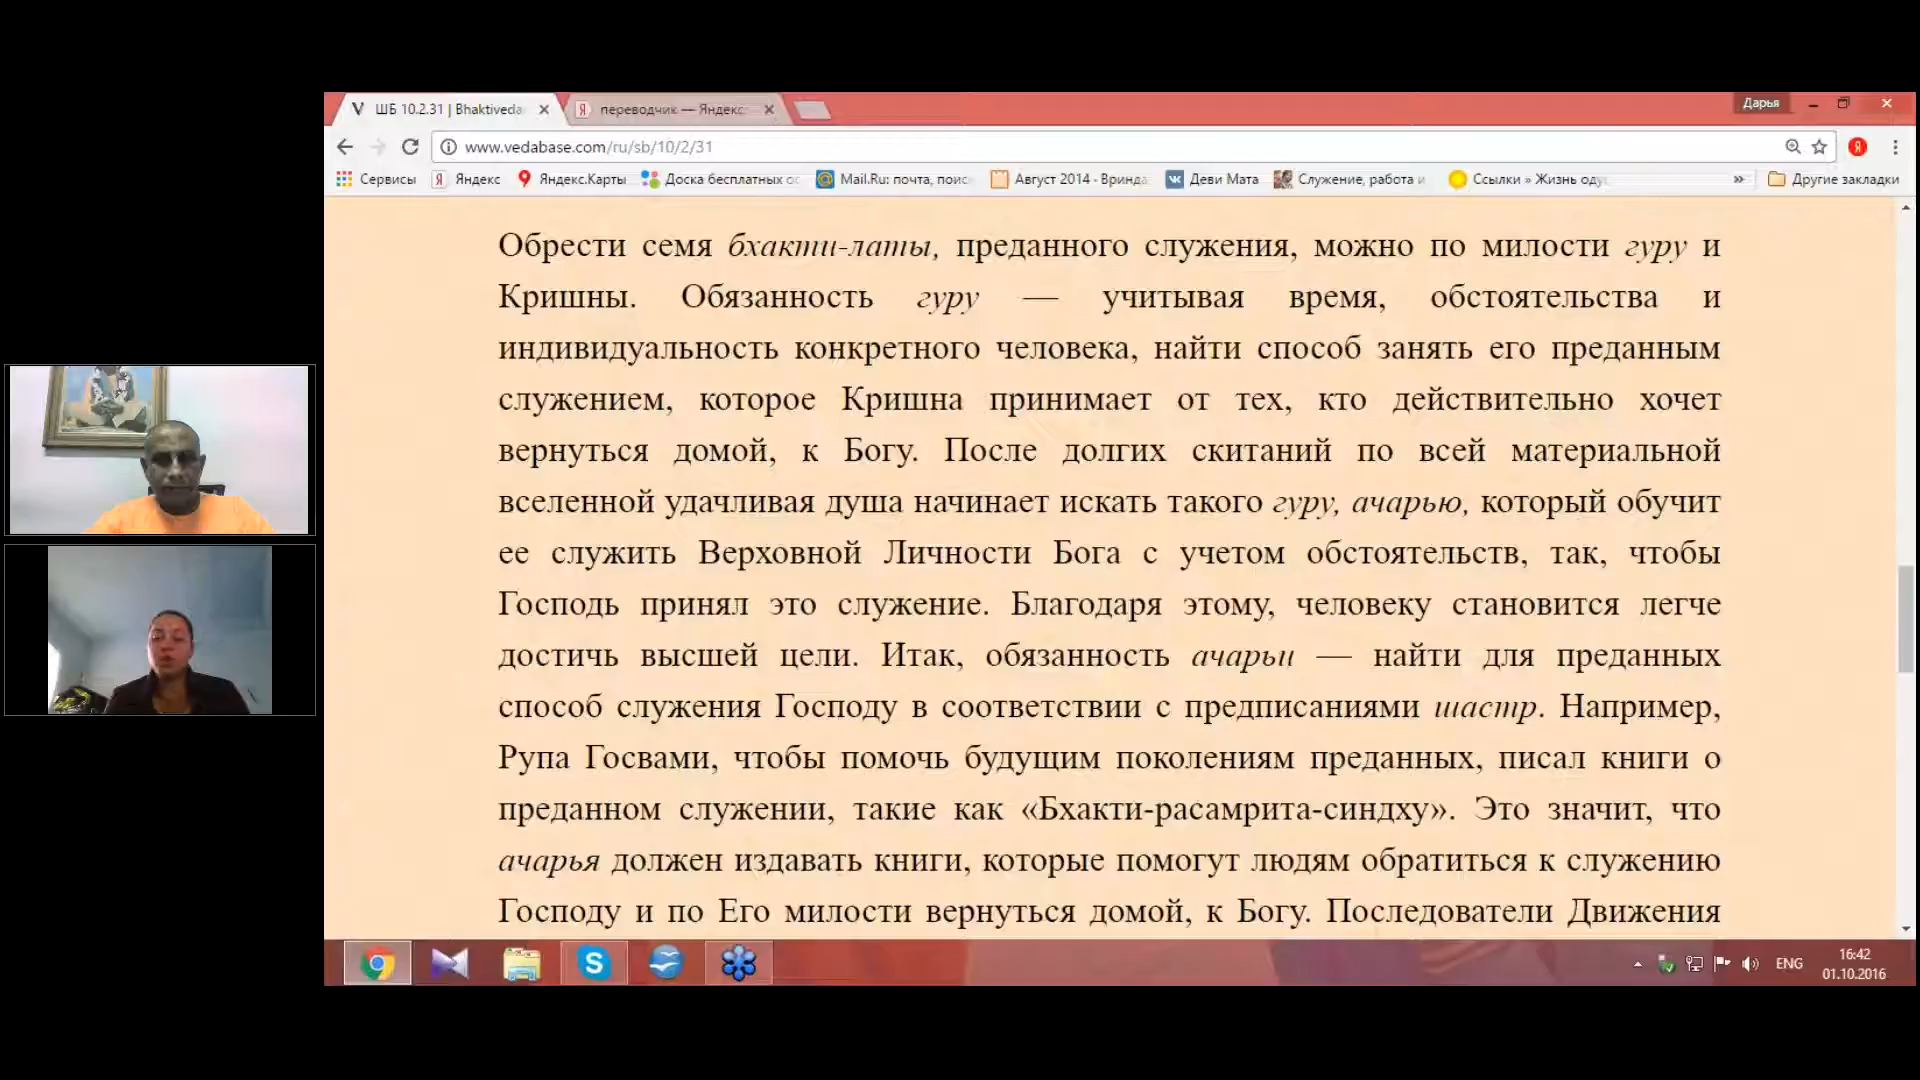 ШБ 10.2.31 | Bhaktiveda
переводчик — Яндекс
Дарья
www.vedabase.com/ru/sb/10/2/31
Сервисы
Яндекс
Яндекс.Карты
Доска бесплатных о
Mail.Ru: почта, поис
Август 2014 - Вринда
Деви Мата
Служение, работа и
Ссылки » Жизнь оду
»
Другие закладки
Обрести семя бхакти-латы, преданного служения, можно по милости гуру и
Кришны. Обязанность гуру — учитывая время, обстоятельства и
индивидуальность конкретного человека, найти способ занять его преданным
служением, которое Кришна принимает от тех, кто действительно хочет
вернуться домой, к Богу. После долгих скитаний по всей материальной
вселенной удачливая душа начинает искать такого гуру, ачарью, который обучит
ее служить Верховной Личности Бога с учетом обстоятельств, так, чтобы
Господь принял это служение. Благодаря этому, человеку становится легче
достичь высшей цели. Итак, обязанность ачарьи — найти для преданных
способ служения Господу в соответствии с предписаниями шастр. Например,
Рупа Госвами, чтобы помочь будущим поколениям преданных, писал книги о
преданном служении, такие как «Бхакти-расамрита-синдху». Это значит, что
ачарья должен издавать книги, которые помогут людям обратиться к служению
Господу и по Его милости вернуться домой, к Богу. Последователи Движения
ENG
16:42
01.10.2016